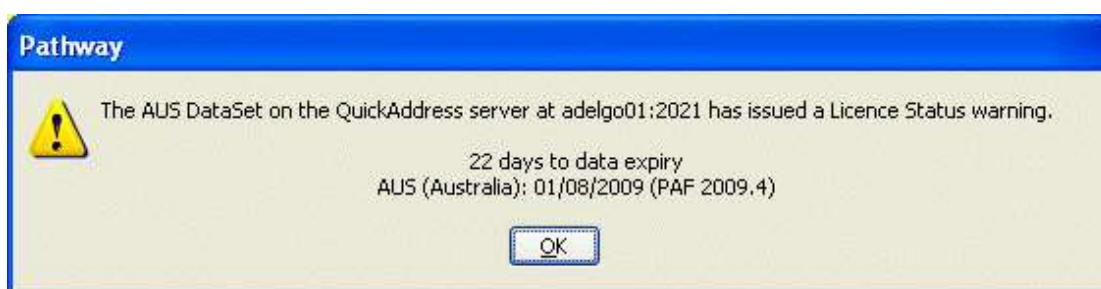 Pathway
The AUS DataSet on the QuickAddress server at adelgo01:2021 has issued a Licence Status warning.
22 days to data expiry
AUS (Australia): 01/08/2009 (PAF 2009.4)
OK